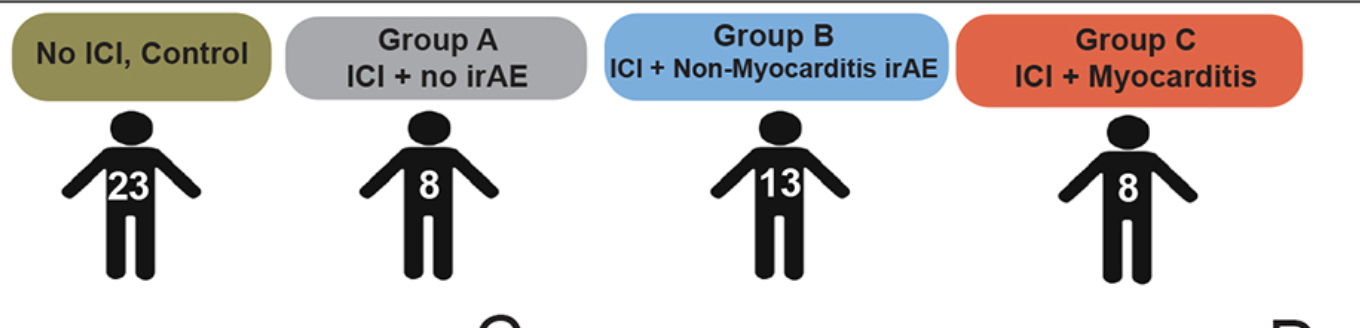 No ICI, Control
Group A
ICI + no irAE
Group B
ICI + Non-Myocarditis irAE
Group C
ICI + Myocarditis
23
8
13
8